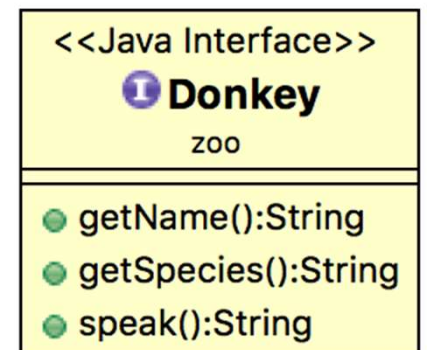 <<Java Interface>>
I Donkey
zoo
getName():String
getSpecies():String
speak():String